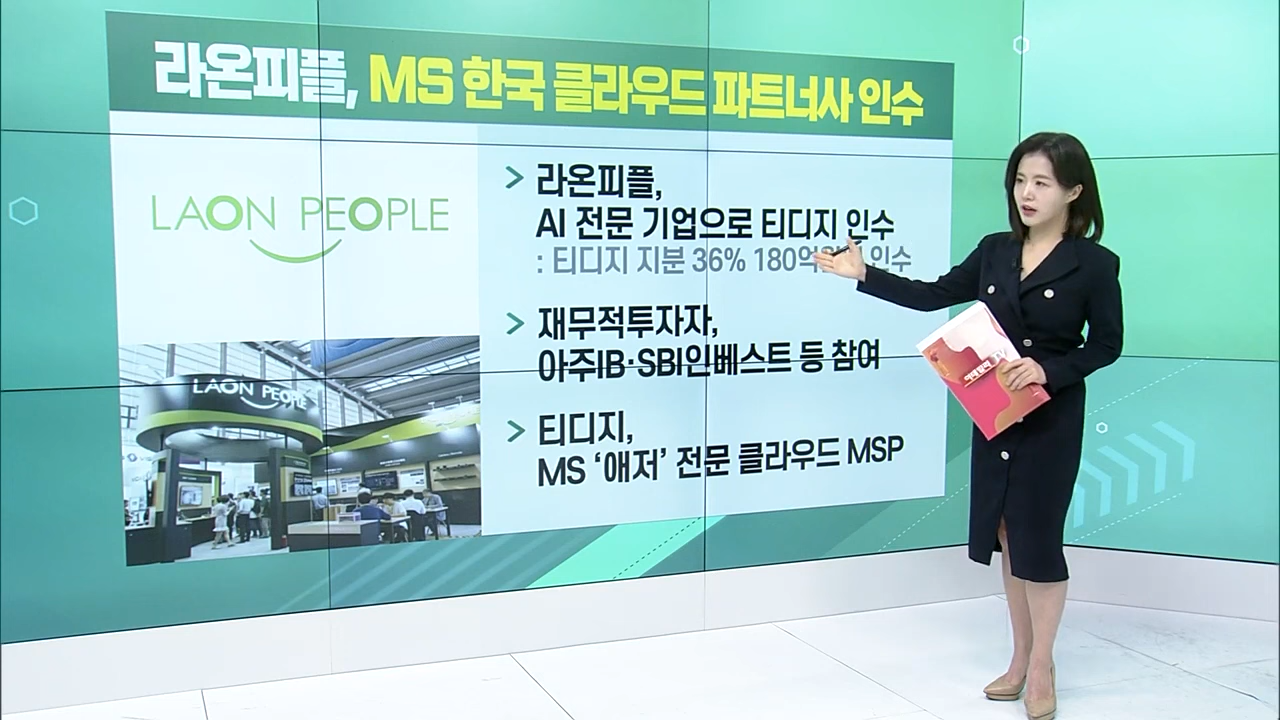 라온피플, MS 한국 클라우드 파트너사 인수
LAON PEOPLE
라온피플,
AI 전문 기업으로 티디지 인수
: 티디지 지분 36% 180억 인수
재무적투자자,
아주IB·SBI인베스트 등 참여
티디지,
MS ‘애저’ 전문 클라우드 MSP
LAON PEOPLE